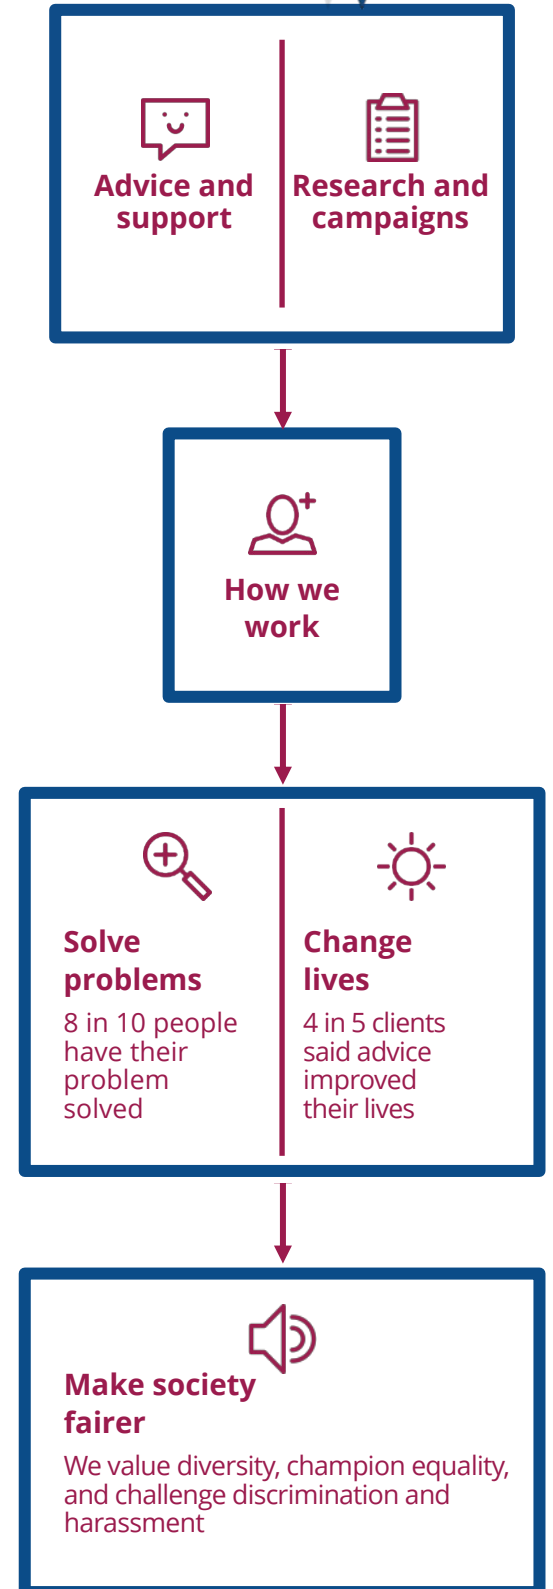 Advice and
support
Research and
campaigns
How we
work
Solve
problems
8 in 10 people
have their
problem
solved
Change
lives
4 in 5 clients
said advice
improved
their lives
Make society
fairer
We value diversity, champion equality,
and challenge discrimination and
harassment